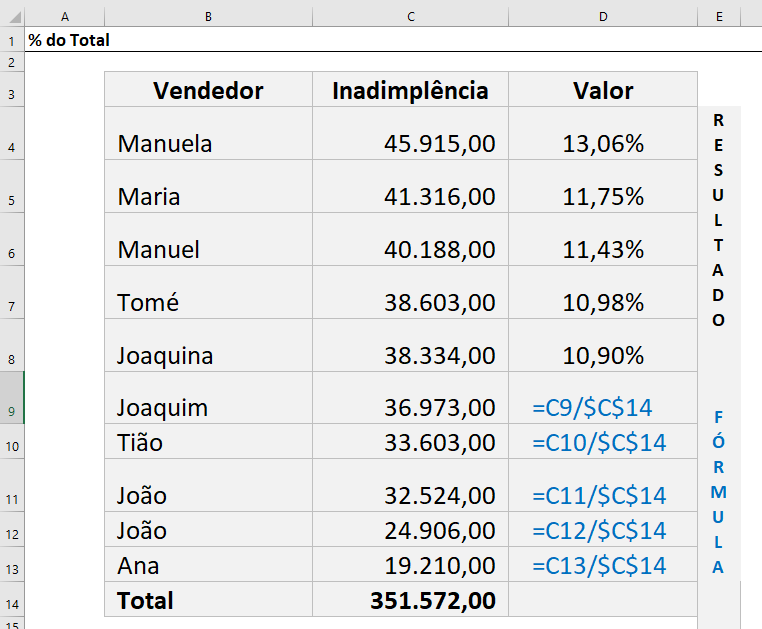 A B C D E
1 % do Total
2
3 Vendedor Inadimplência Valor
4 Manuela 45.915,00 13,06%
5 Maria 41.316,00 11,75%
6 Manuel 40.188,00 11,43%
7 Tomé 38.603,00 10,98%
8 Joaquina 38.334,00 10,90%
9 Joaquim 36.973,00 =C9/$C$14
10 Tião 33.603,00 =C10/$C$14
11 João 32.524,00 =C11/$C$14
12 João 24.906,00 =C12/$C$14
13 Ana 19.210,00 =C13/$C$14
14 Total 351.572,00
15
RESULTADO
FÓRMULA